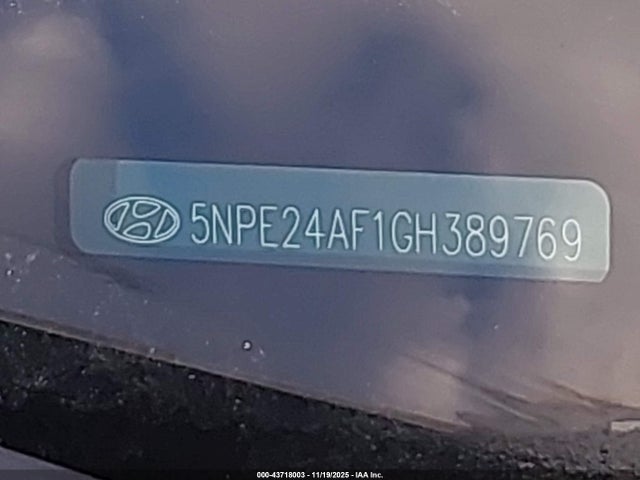 5NPE24AF1GH389769
000-43718003 - 11/19/2025 - IAA Inc.